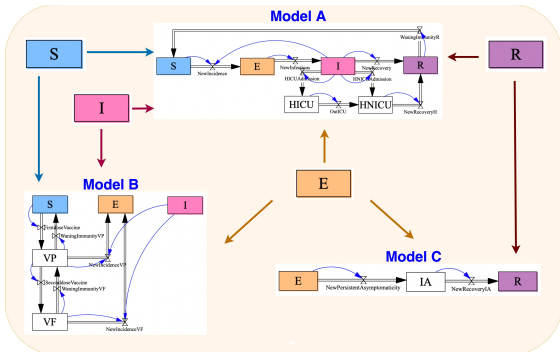 Model A
S
I
E
R
S
NewIncidence
E
NewInfectious
I
NewRecovery
R
WaningImmunityR
HICUAdmission
HNICUAdmission
HICU
OutICU
HNICU
NewRecoveryH
Model B
S
E
I
FirstdoseVaccine
WaningImmunityVP
VP
NewIncidenceVP
SeconddoseVaccine
WaningImmunityVF
VF
NewIncidenceVF
Model C
E
NewPersistentAsymptomaticity
IA
NewRecoveryIA
R